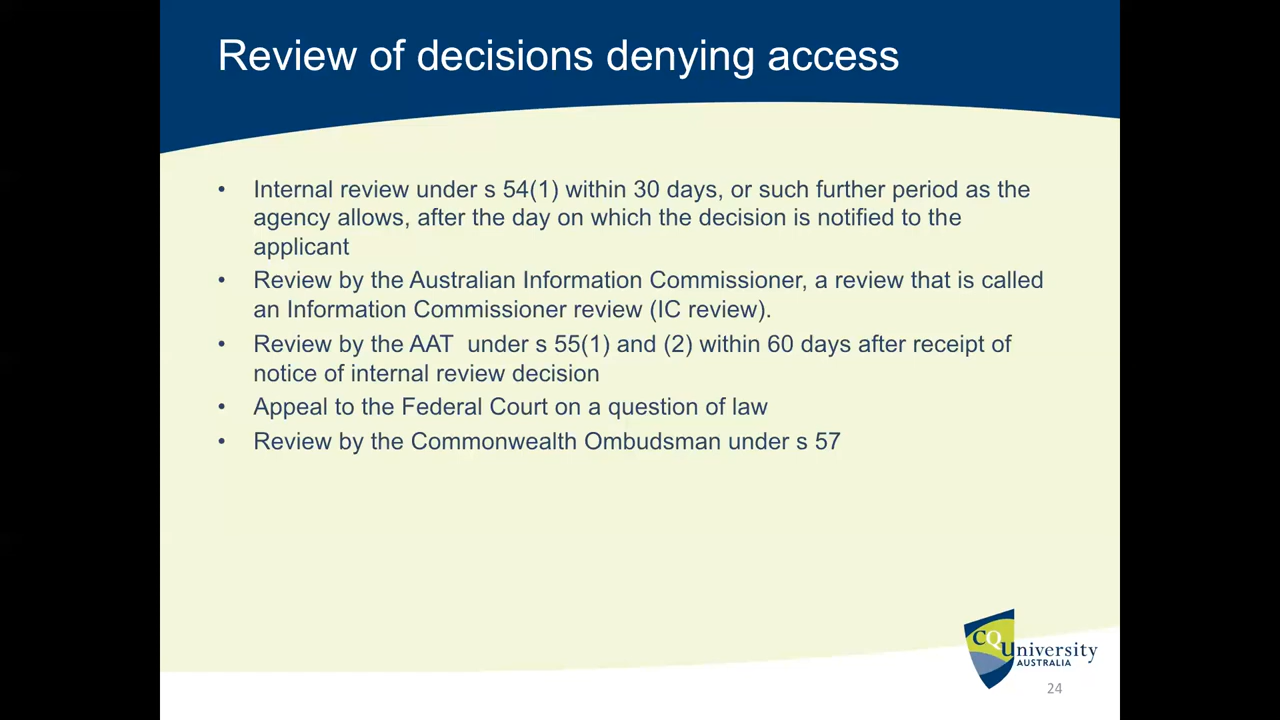 Review of decisions denying access
• Internal review under s 54(1) within 30 days, or such further period as the
agency allows, after the day on which the decision is notified to the
applicant
• Review by the Australian Information Commissioner, a review that is called
an Information Commissioner review (IC review).
• Review by the AAT  under s 55(1) and (2) within 60 days after receipt of
notice of internal review decision
• Appeal to the Federal Court on a question of law
• Review by the Commonwealth Ombudsman under s 57
CQUniversity
AUSTRALIA
24